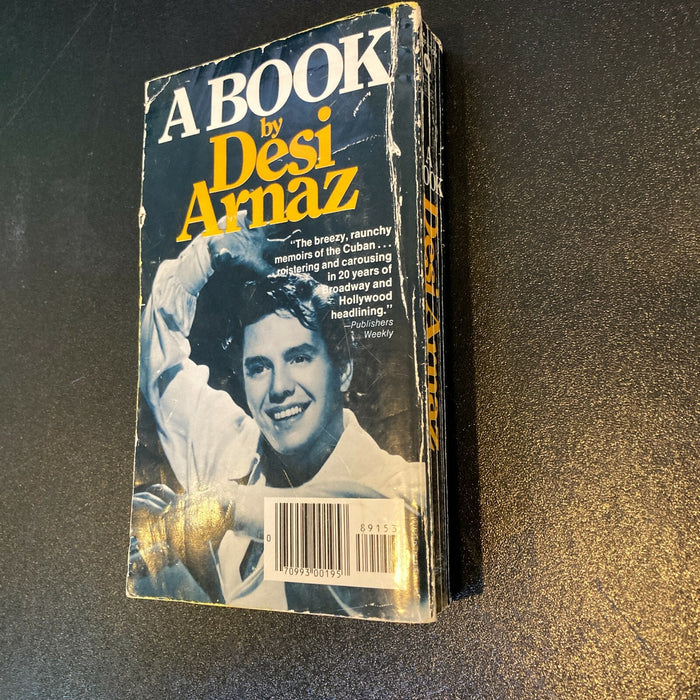 A BOOK
by
Desi
Arnaz
"The breezy, raunchy
memoirs of the Cuban...
roistering and carousing
in 20 years of
Broadway and
Hollywood
headlining."
—Publishers
Weekly
89153
0
70993 00195
A
BOOK
Desi Arnaz